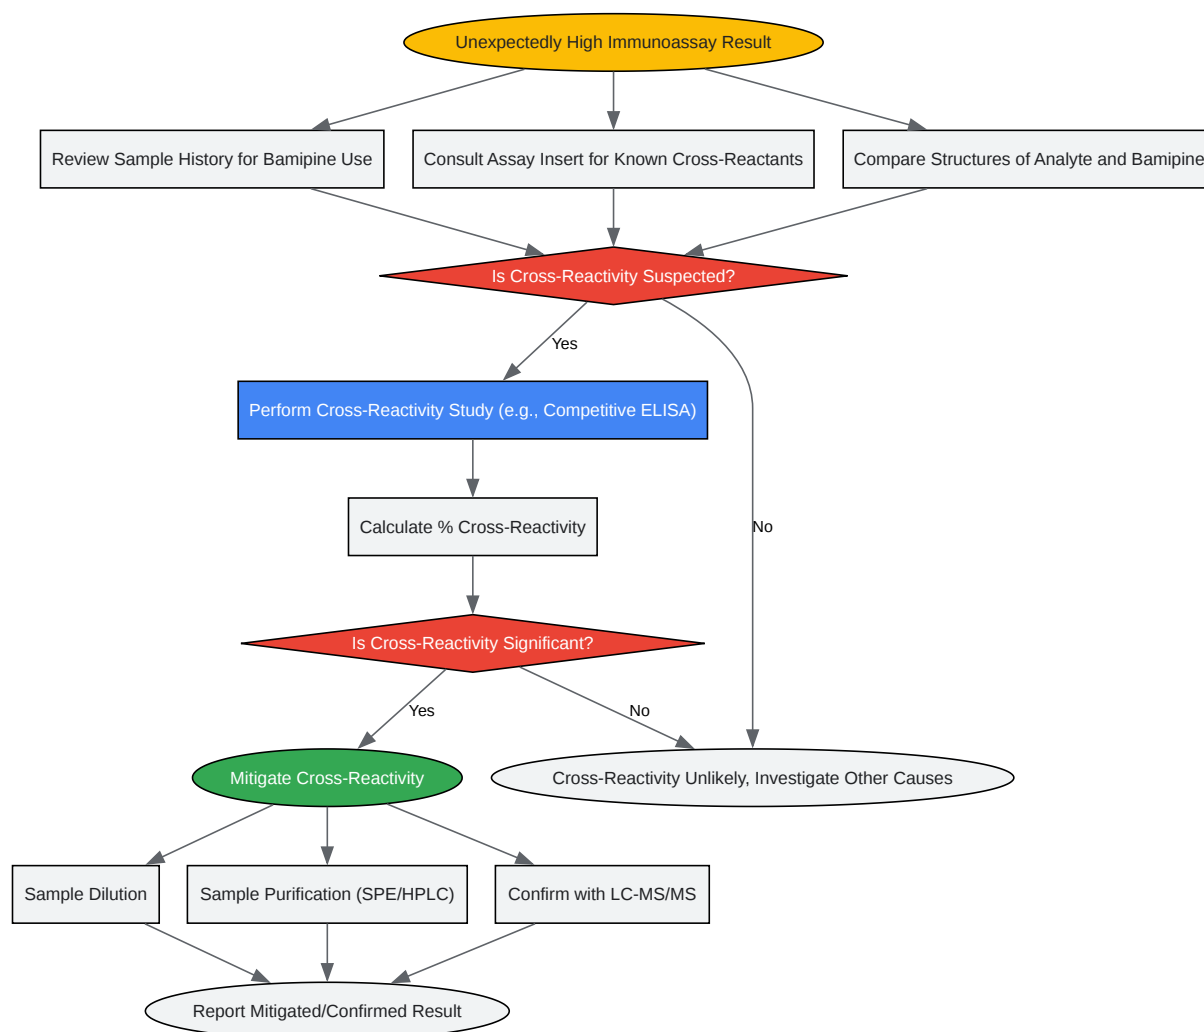 Unexpectedly High Immunoassay Result
Review Sample History for Bamipine Use
Consult Assay Insert for Known Cross-Reactants
Compare Structures of Analyte and Bamipine
Is Cross-Reactivity Suspected?
Yes
Perform Cross-Reactivity Study (e.g., Competitive ELISA)
Calculate % Cross-Reactivity
No
Is Cross-Reactivity Significant?
Yes
No
Mitigate Cross-Reactivity
Cross-Reactivity Unlikely, Investigate Other Causes
Sample Dilution
Sample Purification (SPE/HPLC)
Confirm with LC-MS/MS
Report Mitigated/Confirmed Result